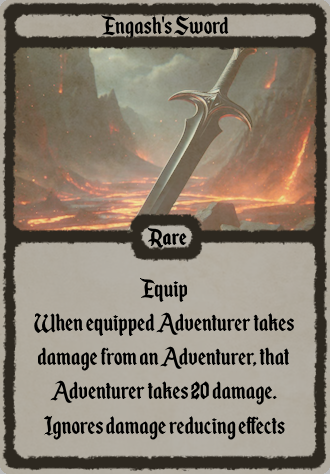 Engash's Sword
Rare
Equip
When equipped Adventurer takes
damage from an Adventurer, that
Adventurer takes 20 damage.
Ignores damage reducing effects